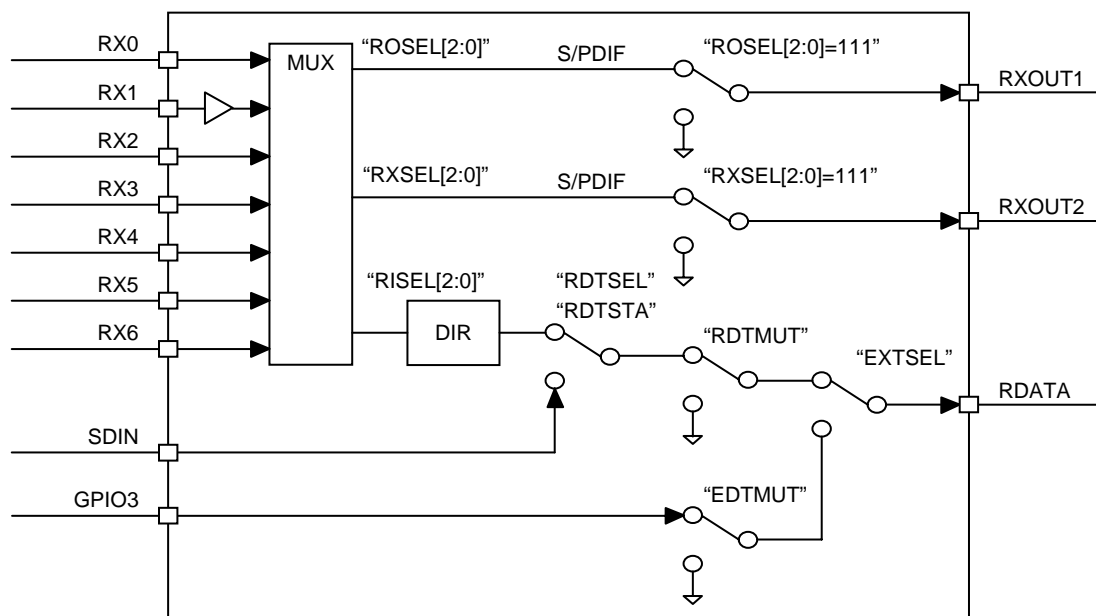 RX0
RX1
RX2
RX3
RX4
RX5
RX6
SDIN
GPIO3
MUX
“ROSEL[2:0]”
S/PDIF
“ROSEL[2:0]=111”
RXOUT1
“RXSEL[2:0]”
S/PDIF
“RXSEL[2:0]=111”
RXOUT2
“RISEL[2:0]”
DIR
“RDTSEL”
“RDTSTA”
“RDTMUT”
“EXTSEL”
RDATA
“EDTMUT”